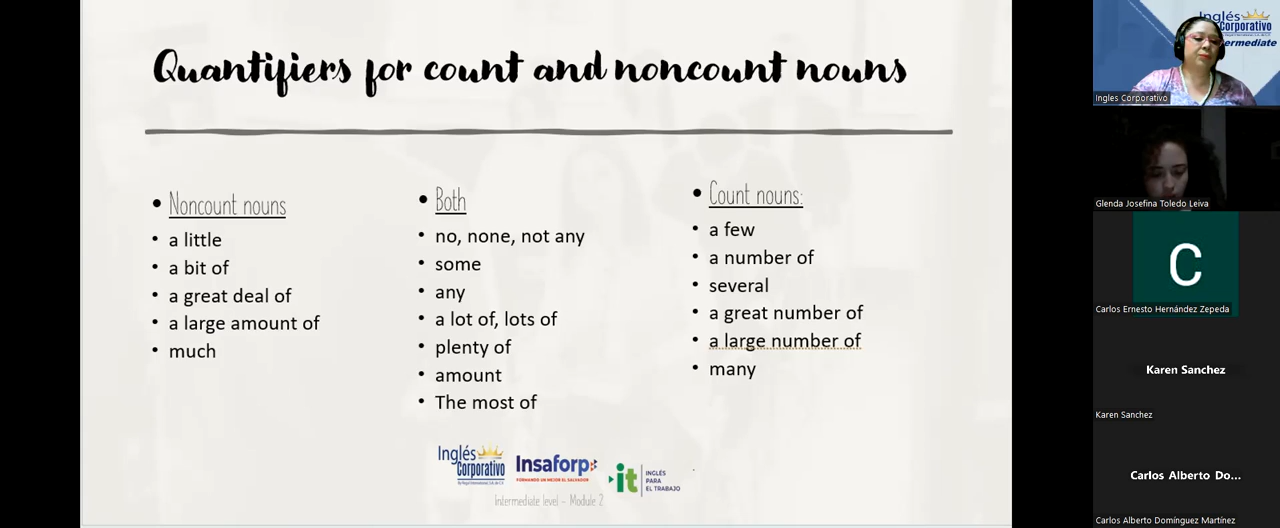 Quantifiers for count and noncount nouns
Noncount nouns
a little
a bit of
a great deal of
a large amount of
much
Both
no, none, not any
some
any
a lot of, lots of
plenty of
amount
The most of
Count nouns:
a few
a number of
several
a great number of
a large number of
many
Inglés
Corporativo
Insaforp
FORMANDO UN MEJOR EL SALVADOR
it
INGLÉS
PARA
EL TRABAJO
Intermediate level - Module 2
Inglés
Corporativo
ermediate
Ingles Corporativo
Glenda Josefina Toledo Leiva
C
Carlos Ernesto Hernández Zepeda
Karen Sanchez
Karen Sanchez
Carlos Alberto Do...
Carlos Alberto Domínguez Martínez